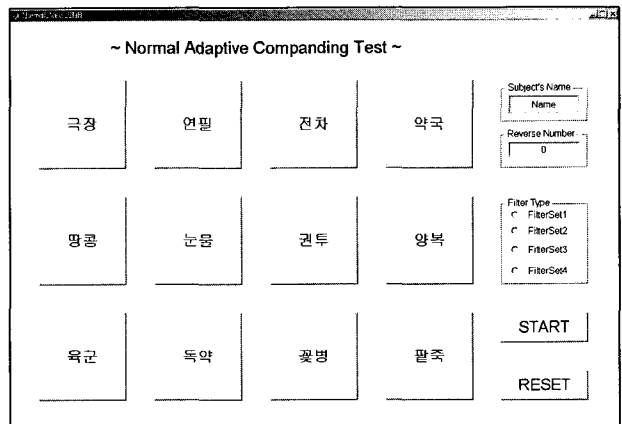 ~ Normal Adaptive Companding Test ~
극장 연필 전차 약국
땅콩 눈물 권투 양복
육군 독약 꽃병 팥죽
Subject's Name
Name
Reverse Number
0
Filter Type
FilterSet1
FilterSet2
FilterSet3
FilterSet4
START
RESET